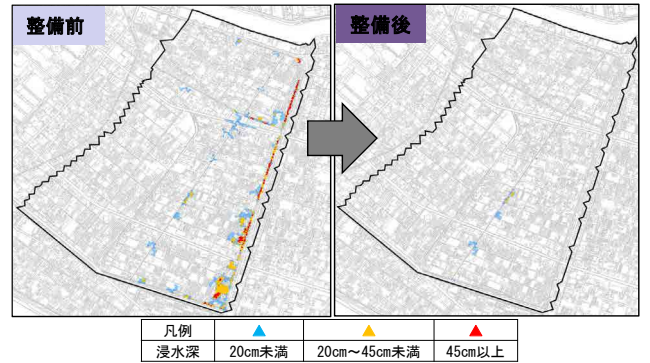 整備前
整備後
凡例 ▲ ▲ ▲
浸水深 20cm未満 20cm～45cm未満 45cm以上